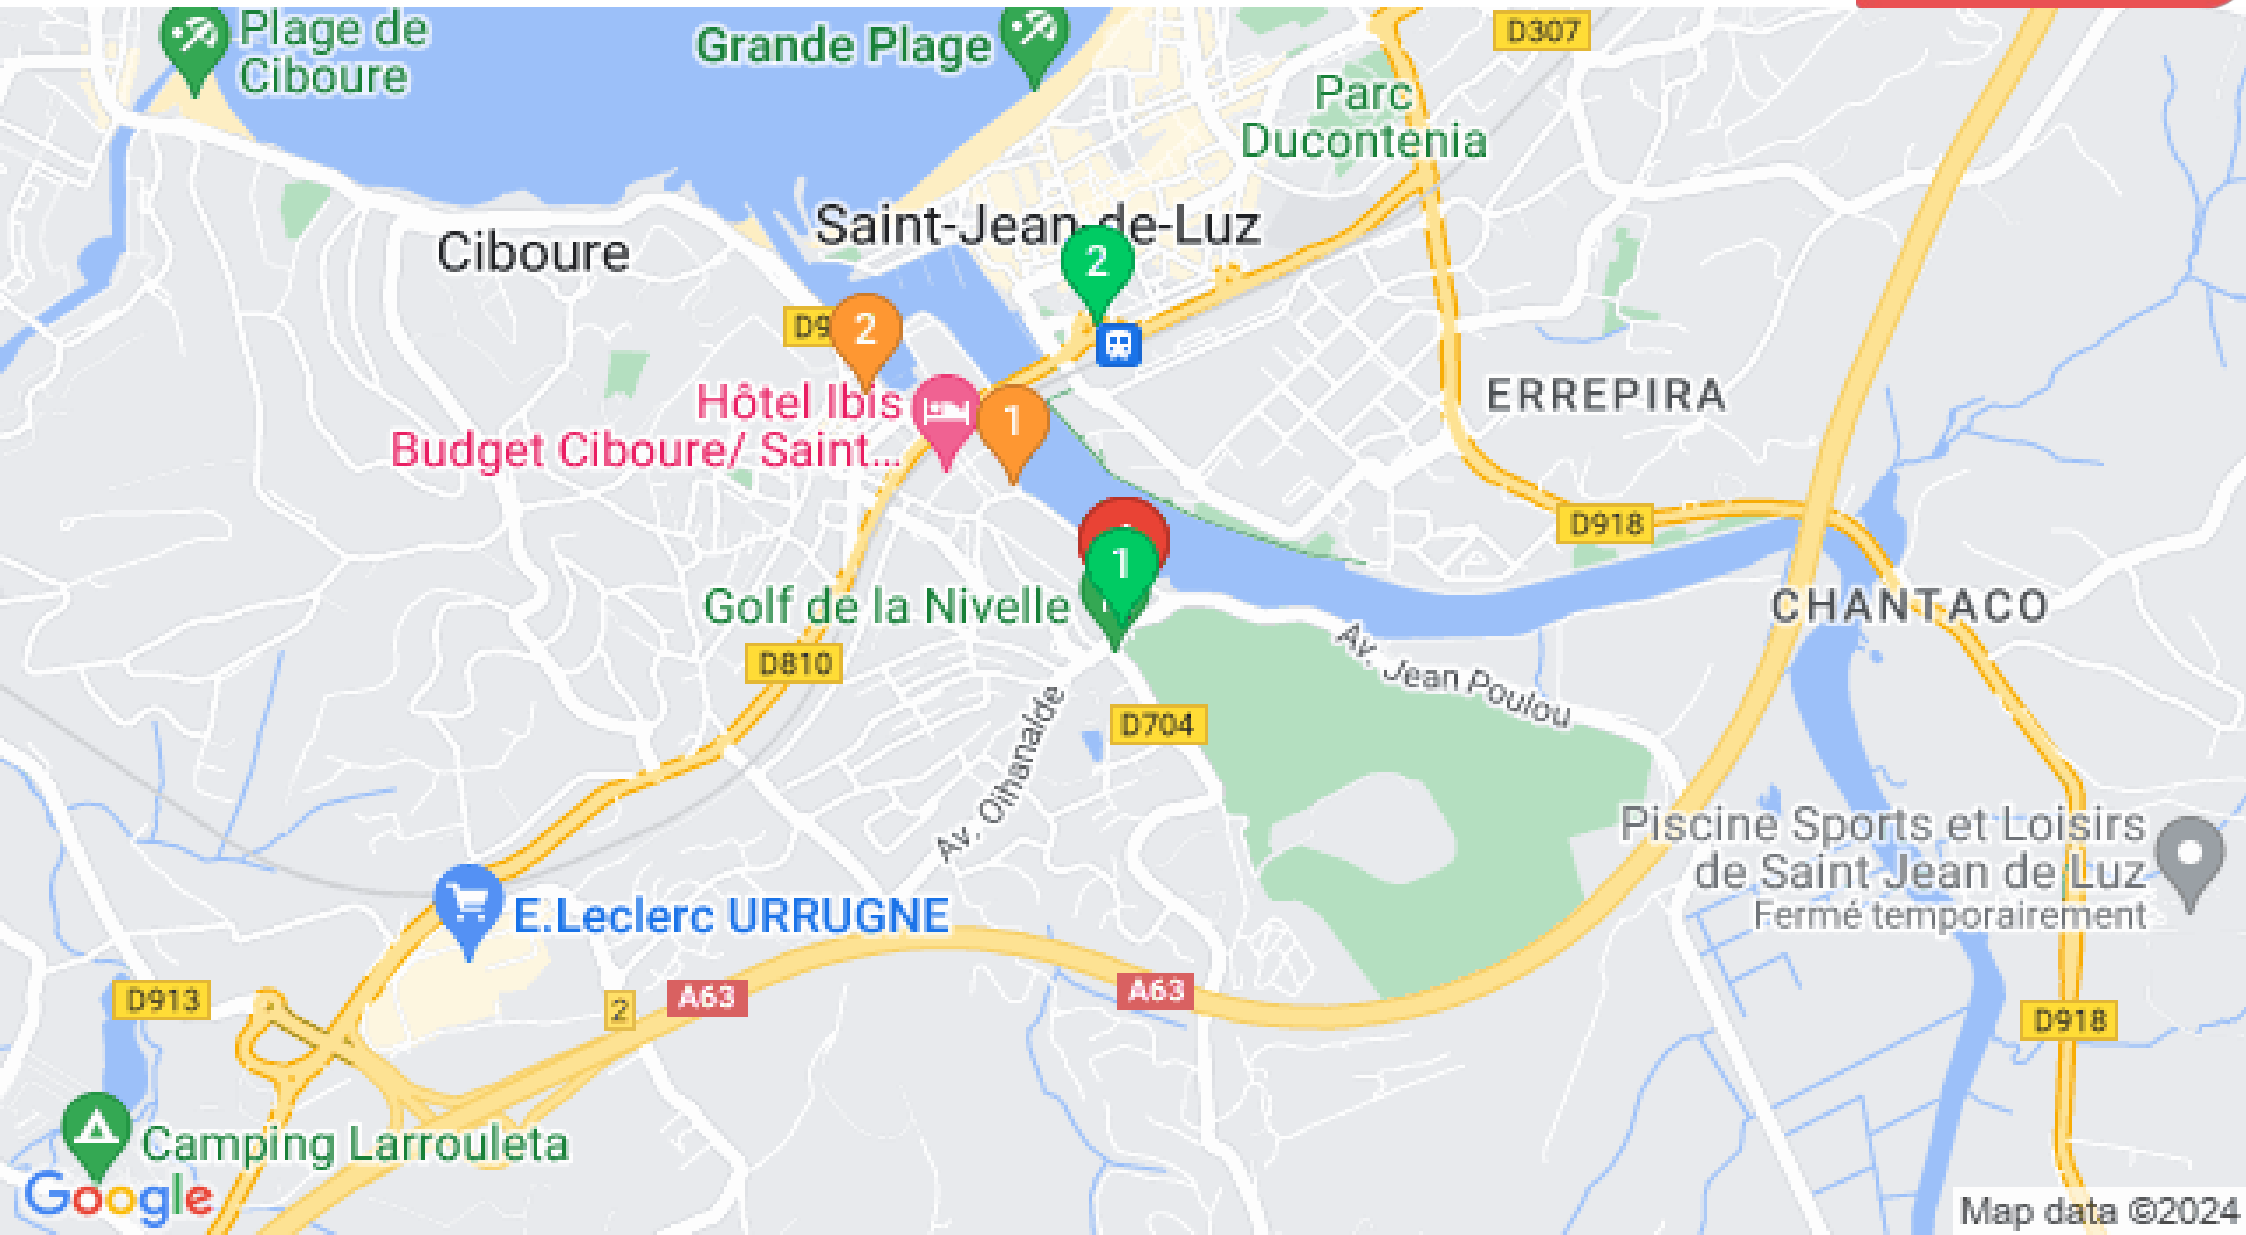 Plage de
Ciboure
Grande Plage
D307
Parc
Ducontenia
Saint-Jean-de-Luz
Ciboure
2
D9
2
Hôtel Ibis
Budget Ciboure/ Saint...
1
ERREPIRA
D918
1
Golf de la Nivelle
CHANTACO
Av. Jean Poulou
D810
D704
Av. Olhanalde
Piscine Sports et Loisirs
de Saint Jean de Luz
Fermé temporairement
E.Leclerc URRUGNE
D913
2
A63
A63
D918
Camping Larrouleta
Google
Map data ©2024